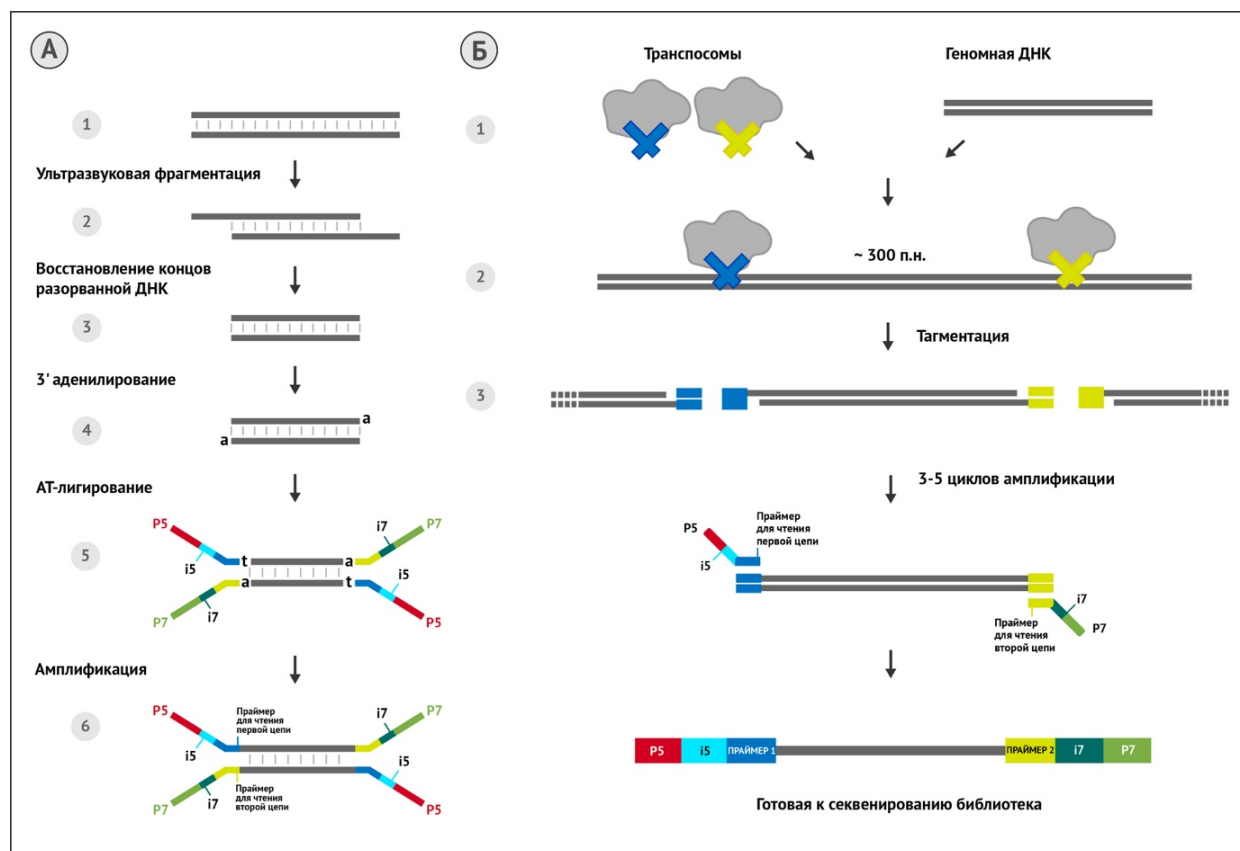 А
1
Ультразвуковая фрагментация
2
Восстановление концов
разорванной ДНК
3
3' аденилирование
4
a
a
АТ-лигирование
5
P5
i5
t
a
i7
P7
a
t
i7
P7
i5
P5
Амплификация
6
P5
i5
Праймер
для чтения
первой цепи
i7
P7
i7
P7
Праймер
для чтения
второй цепи
i5
P5
Б
Транспосомы
Геномная ДНК
1
2
~ 300 п.н.
Тагментация
3
3-5 циклов амплификации
P5
i5
Праймер
для чтения
первой цепи
Праймер
для чтения
второй цепи
i7
P7
P5
i5
ПРАЙМЕР 1
ПРАЙМЕР 2
i7
P7
Готовая к секвенированию библиотека